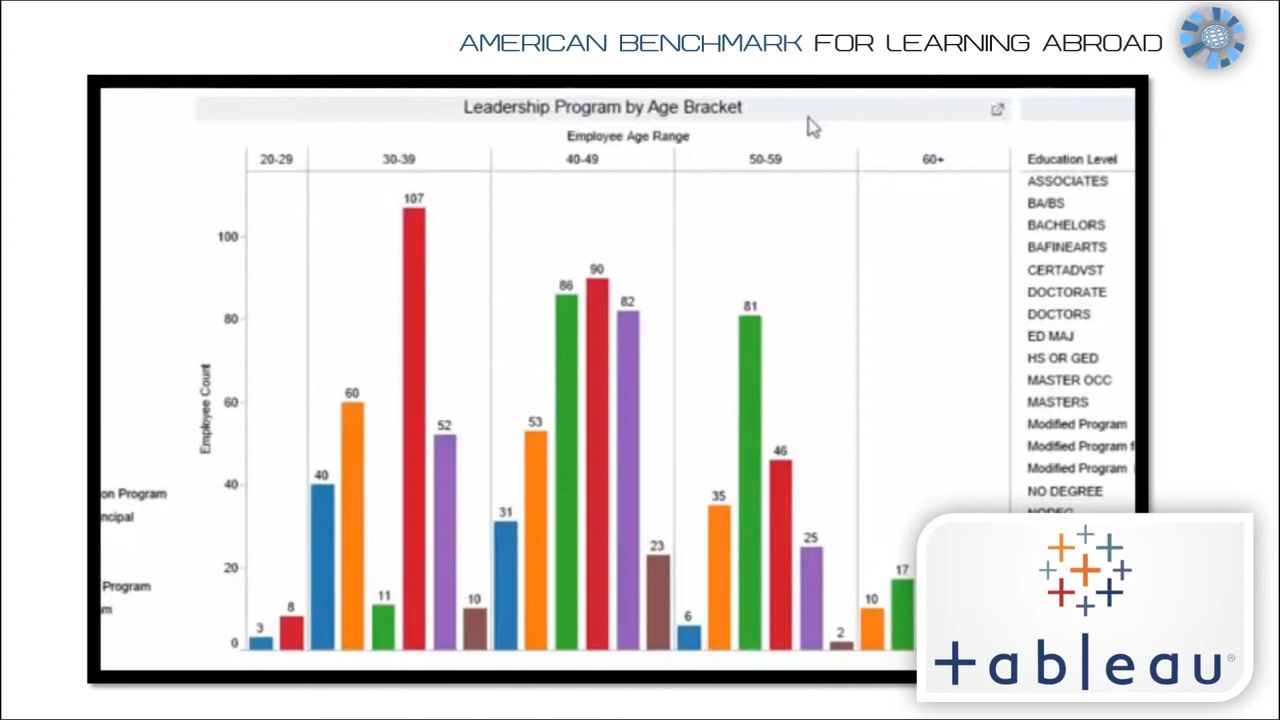 AMERICAN BENCHMARK FOR LEARNING ABROAD
Leadership Program by Age Bracket
Employee Age Range
20-29 30-39 40-49 50-59 60+
Education Level
ASSOCIATES
BA/BS
BACHELORS
BAFINEARTS
CERTADVST
DOCTORATE
DOCTORS
ED MAJ
HS OR GED
MASTER OCC
MASTERS
Modified Program
Modified Program f
Modified Program
NO DEGREE
NODEG
Employee Count
100
80
60
40
20
0
3 8 40 60 11 107 52 10 31 53 86 90 82 23 6 35 81 46 25 2 10 17
on Program
ncipal
Program
m
+ableau®